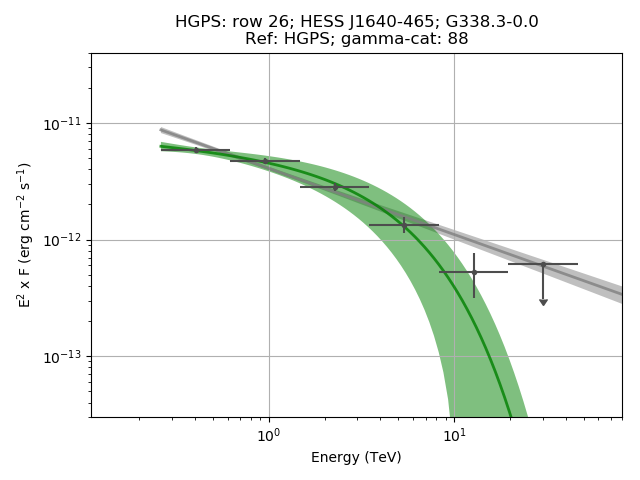 HGPS: row 26; HESS J1640-465; G338.3-0.0
Ref: HGPS; gamma-cat: 88
E² x F (erg cm⁻² s⁻¹)
10⁻¹¹
10⁻¹²
10⁻¹³
10⁰ 10¹
Energy (TeV)